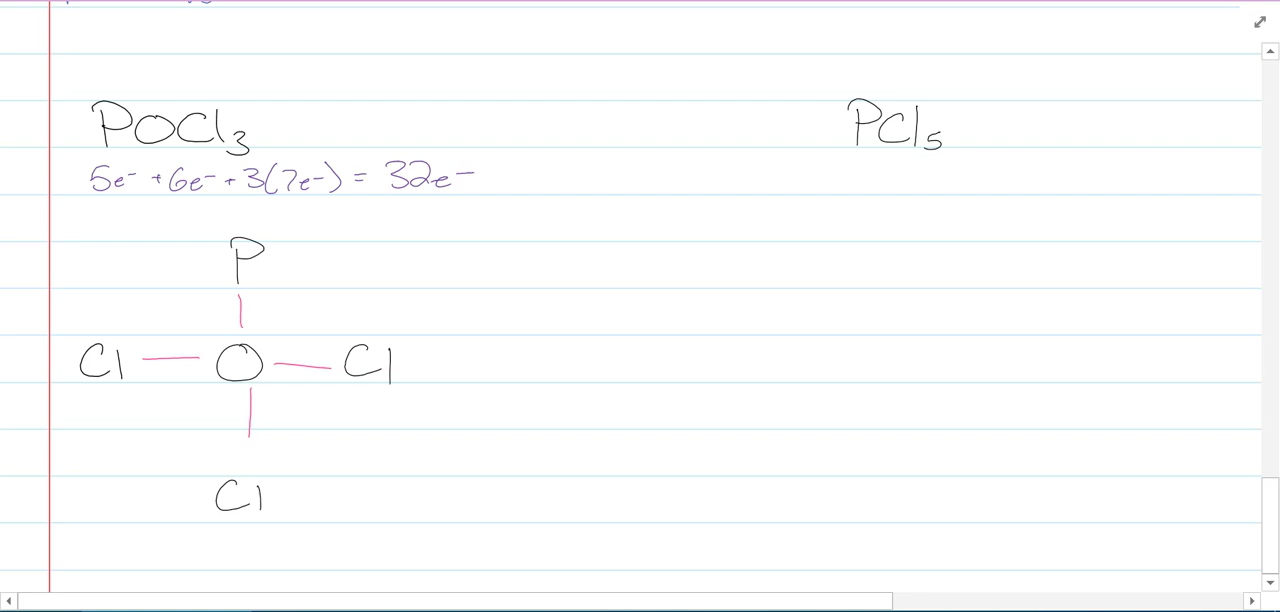 POCl₃ PCl₅
5e⁻ + 6e⁻ + 3(7e⁻) = 32e⁻
P
Cl — O — Cl
Cl